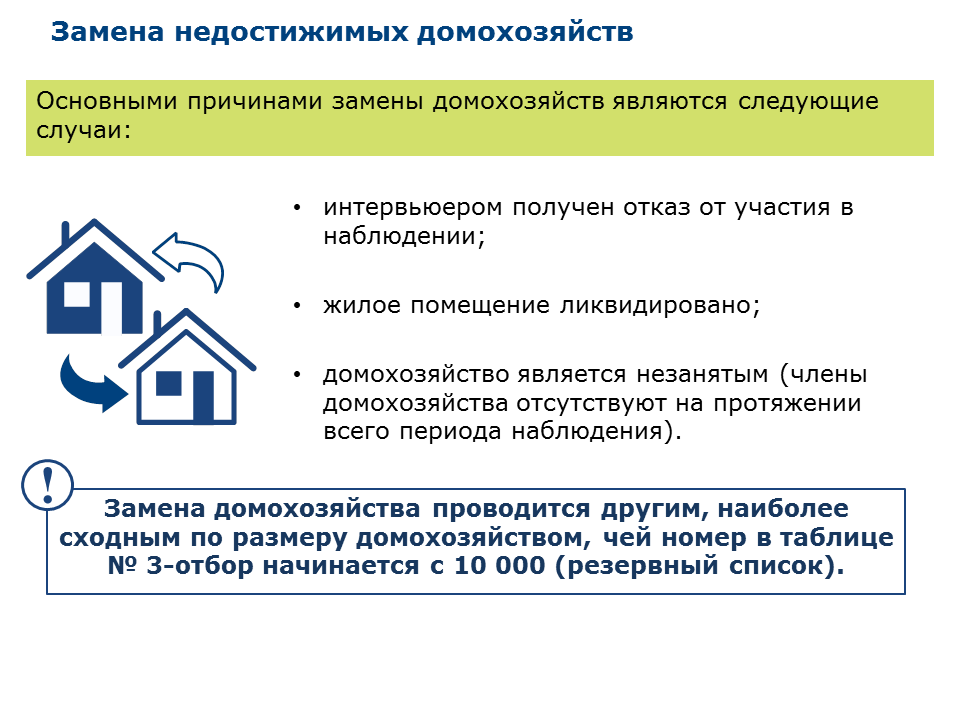 Замена недостижимых домохозяйств
Основными причинами замены домохозяйств являются следующие
случаи:
• интервьюером получен отказ от участия в
наблюдении;
• жилое помещение ликвидировано;
• домохозяйство является незанятым (члены
домохозяйства отсутствуют на протяжении
всего периода наблюдения).
!
Замена домохозяйства проводится другим, наиболее
сходным по размеру домохозяйством, чей номер в таблице
№ 3-отбор начинается с 10 000 (резервный список).